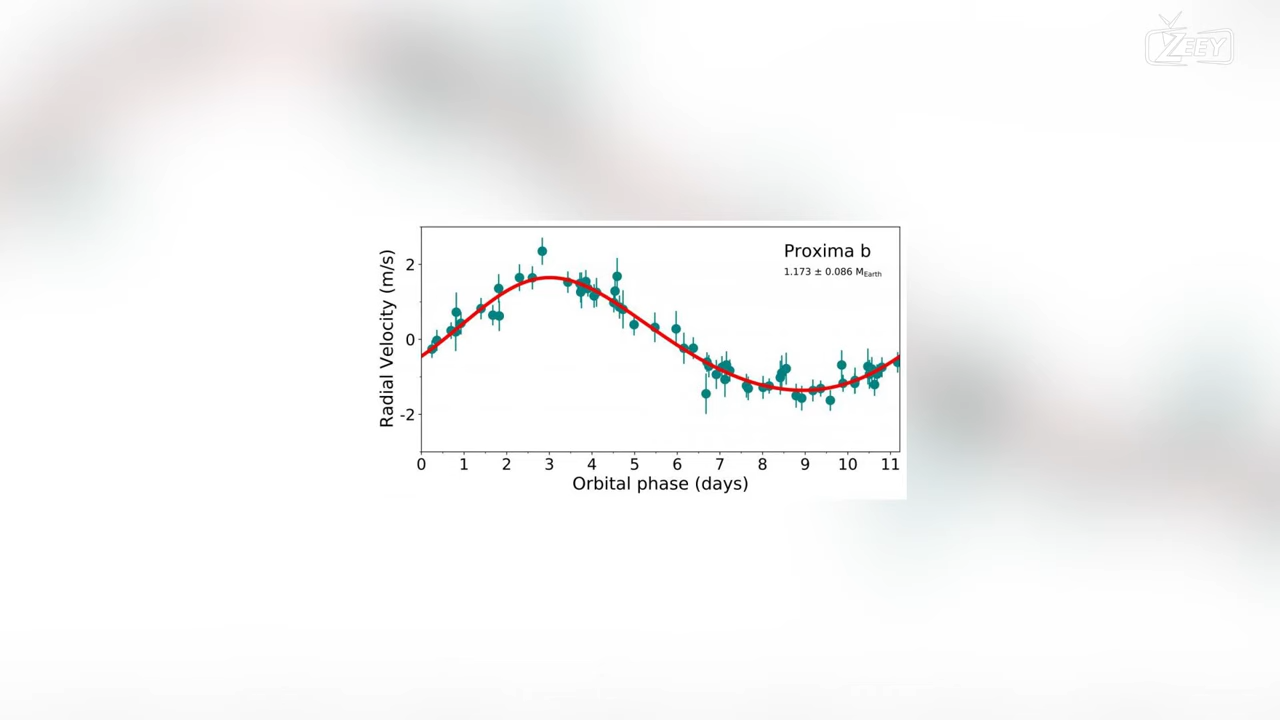 ZEEY
Proxima b
1.173 ± 0.086 MEarth
Radial Velocity (m/s)
2
0
-2
0 1 2 3 4 5 6 7 8 9 10 11
Orbital phase (days)